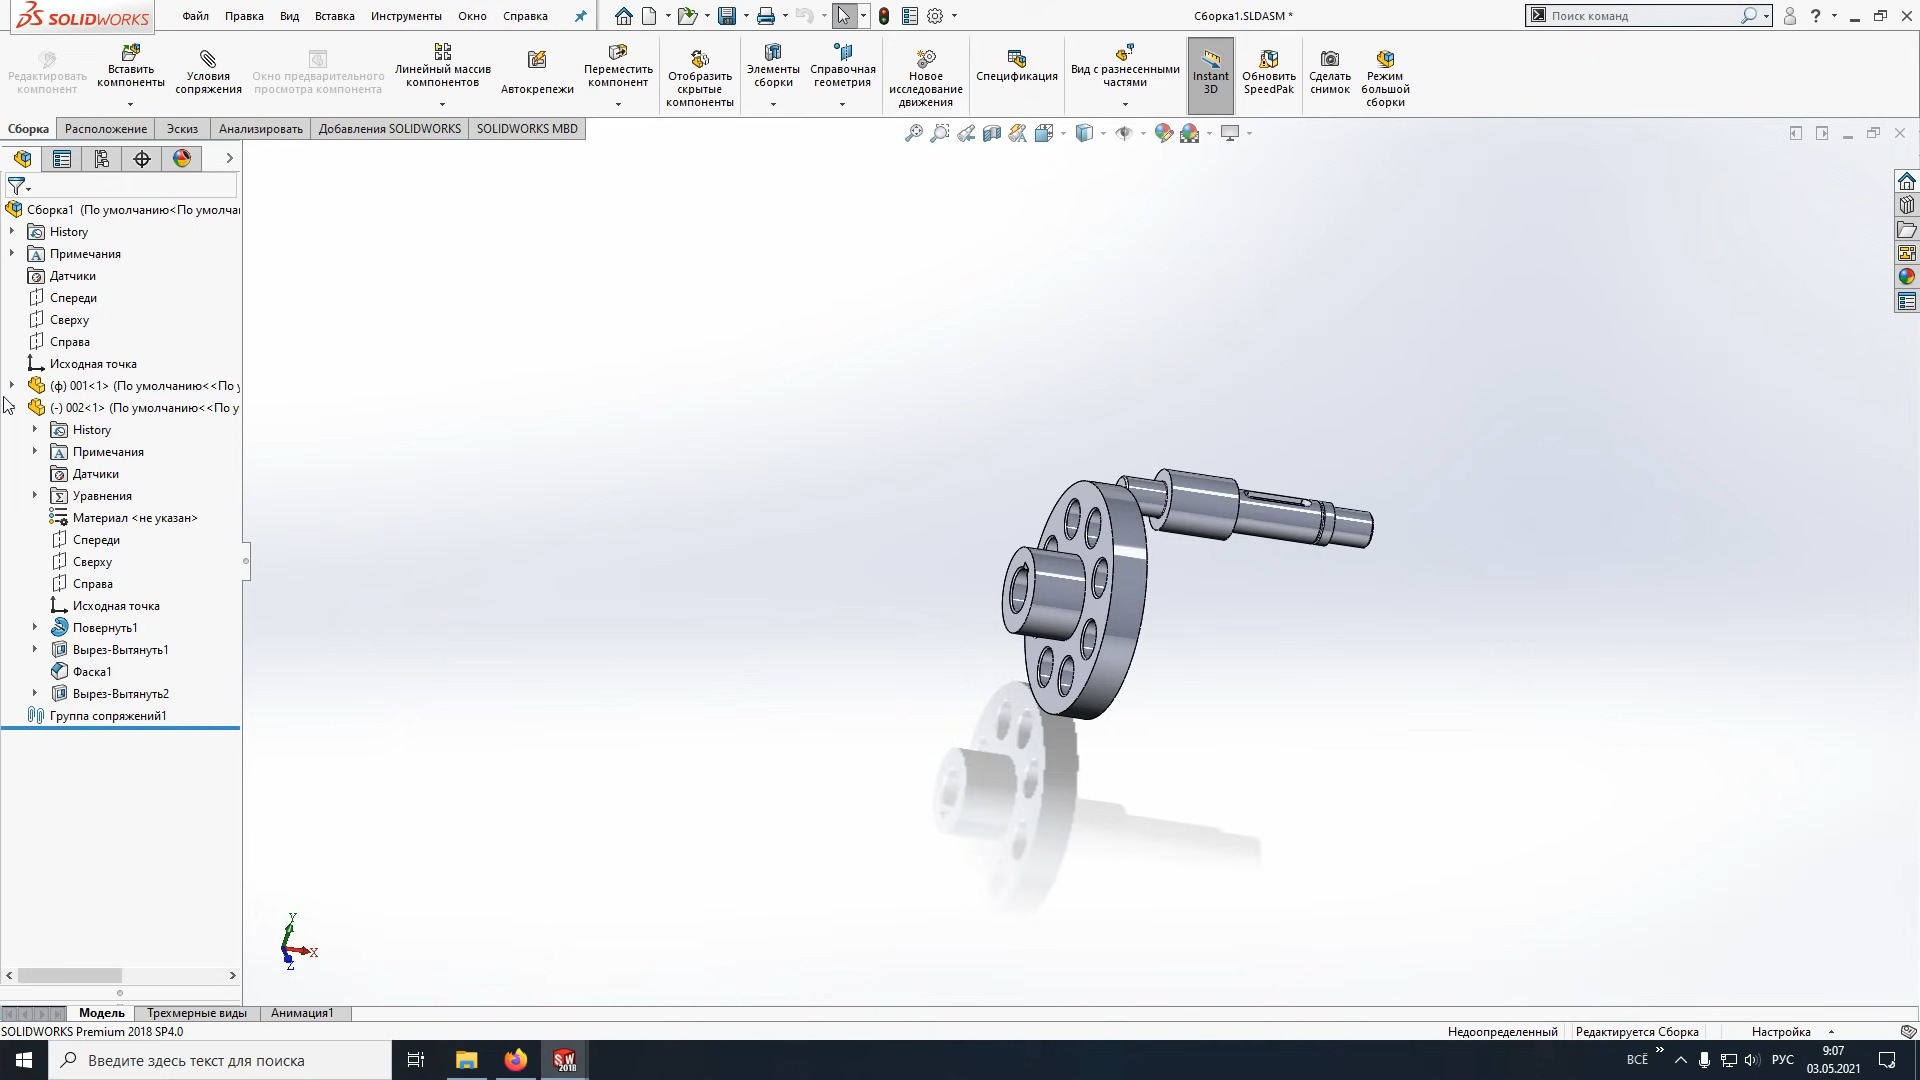 SOLIDWORKS
Файл Правка Вид Вставка Инструменты Окно Справка
Сборка1.SLDASM *
Поиск команд
Редактировать компонент
Вставить компоненты
Условия сопряжения
Окно предварительного просмотра компонента
Линейный массив компонентов
Автокрепежи
Переместить компонент
Отобразить скрытые компоненты
Элементы сборки
Справочная геометрия
Новое исследование движения
Спецификация
Вид с разнесенными частями
Instant 3D
Обновить SpeedPak
Сделать снимок
Режим большой сборки
Сборка Расположение Эскиз Анализировать Добавления SOLIDWORKS SOLIDWORKS MBD
Сборка1 (По умолчанию<По умолча
History
Примечания
Датчики
Спереди
Сверху
Справа
Исходная точка
(ф) 001<1> (По умолчанию<<По у
(-) 002<1> (По умолчанию<<По у
History
Примечания
Датчики
Уравнения
Материал <не указан>
Спереди
Сверху
Справа
Исходная точка
Повернуть1
Вырез-Вытянуть1
Фаска1
Вырез-Вытянуть2
Группа сопряжений1
Y
X
Z
Модель Трехмерные виды Анимация1
SOLIDWORKS Premium 2018 SP4.0
Недоопределенный Редактируется Сборка Настройка
Введите здесь текст для поиска
SW 2018
ВСЁ
РУС
9:07
03.05.2021